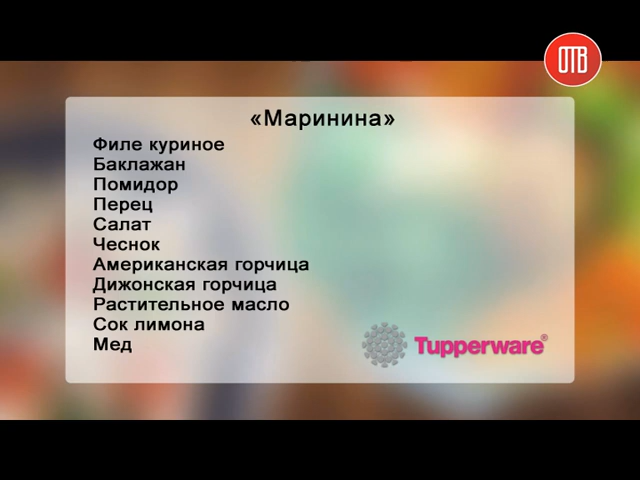 ОТВ
«Маринина»
Филе куриное
Баклажан
Помидор
Перец
Салат
Чеснок
Американская горчица
Дижонская горчица
Растительное масло
Сок лимона
Мед
Tupperware®